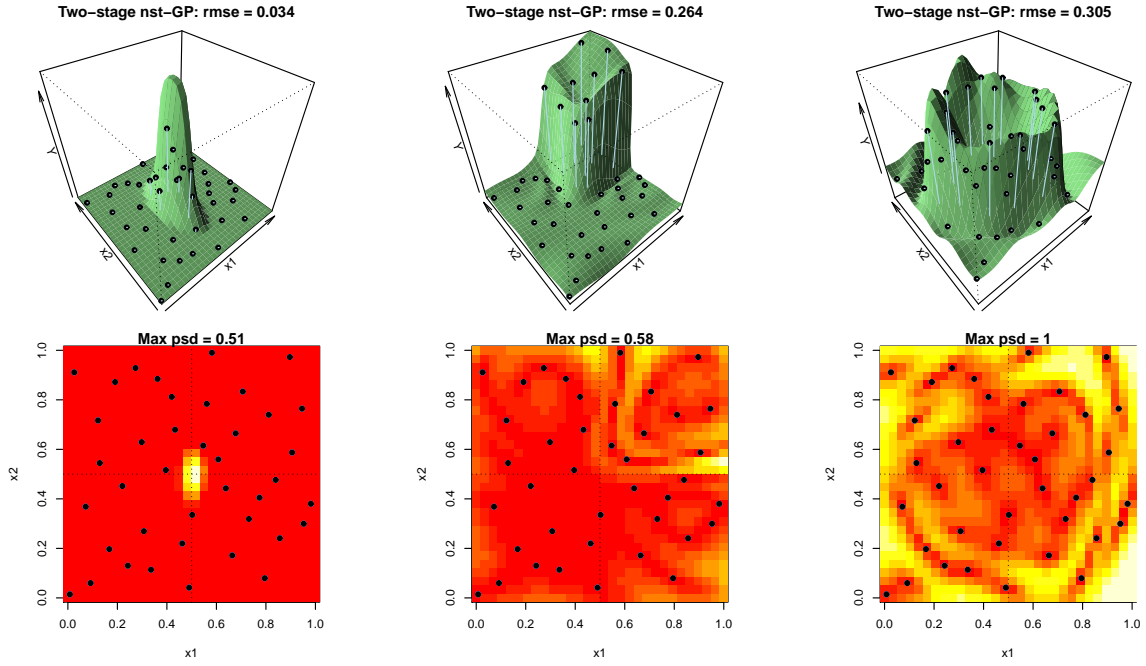 Two−stage nst−GP: rmse = 0.034
Two−stage nst−GP: rmse = 0.264
Two−stage nst−GP: rmse = 0.305
Y
x2
x1
Y
x2
x1
Y
x2
x1
Max psd = 0.51
Max psd = 0.58
Max psd = 1
x2
1.0
0.8
0.6
0.4
0.2
0.0
0.0 0.2 0.4 0.6 0.8 1.0
x1
x2
1.0
0.8
0.6
0.4
0.2
0.0
0.0 0.2 0.4 0.6 0.8 1.0
x1
x2
1.0
0.8
0.6
0.4
0.2
0.0
0.0 0.2 0.4 0.6 0.8 1.0
x1